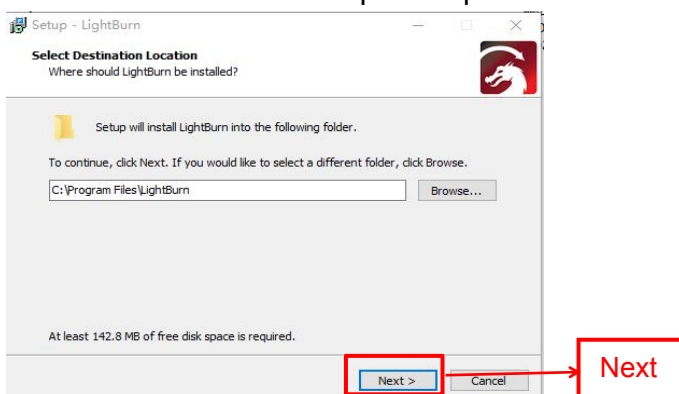 Setup - LightBurn
Select Destination Location
Where should LightBurn be installed?
Setup will install LightBurn into the following folder.
To continue, click Next. If you would like to select a different folder, click Browse.
C:\Program Files\LightBurn
Browse...
At least 142.8 MB of free disk space is required.
Next >
Cancel
Next